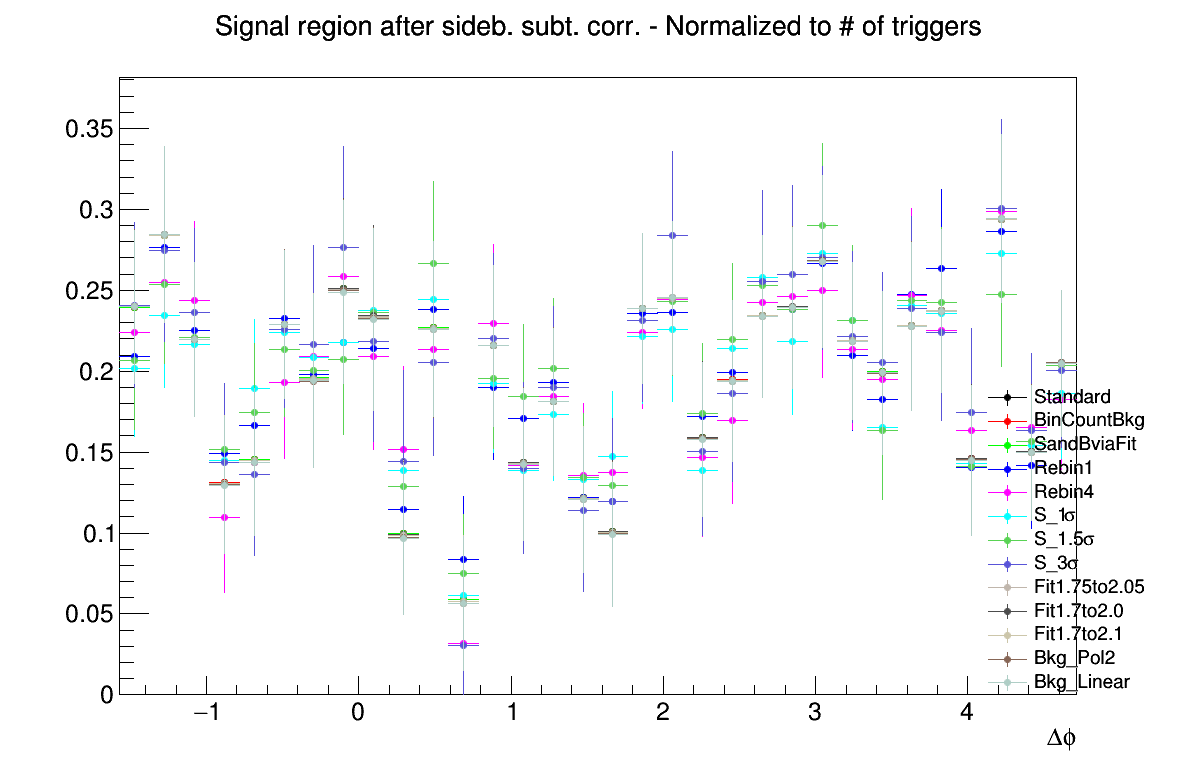 Signal region after sideb. subt. corr. - Normalized to # of triggers
0.35
0.3
0.25
0.2
0.15
0.1
0.05
0
−1 0 1 2 3 4
Δϕ
Standard
BinCountBkg
SandBviaFit
Rebin1
Rebin4
S_1σ
S_1.5σ
S_3σ
Fit1.75to2.05
Fit1.7to2.0
Fit1.7to2.1
Bkg_Pol2
Bkg_Linear